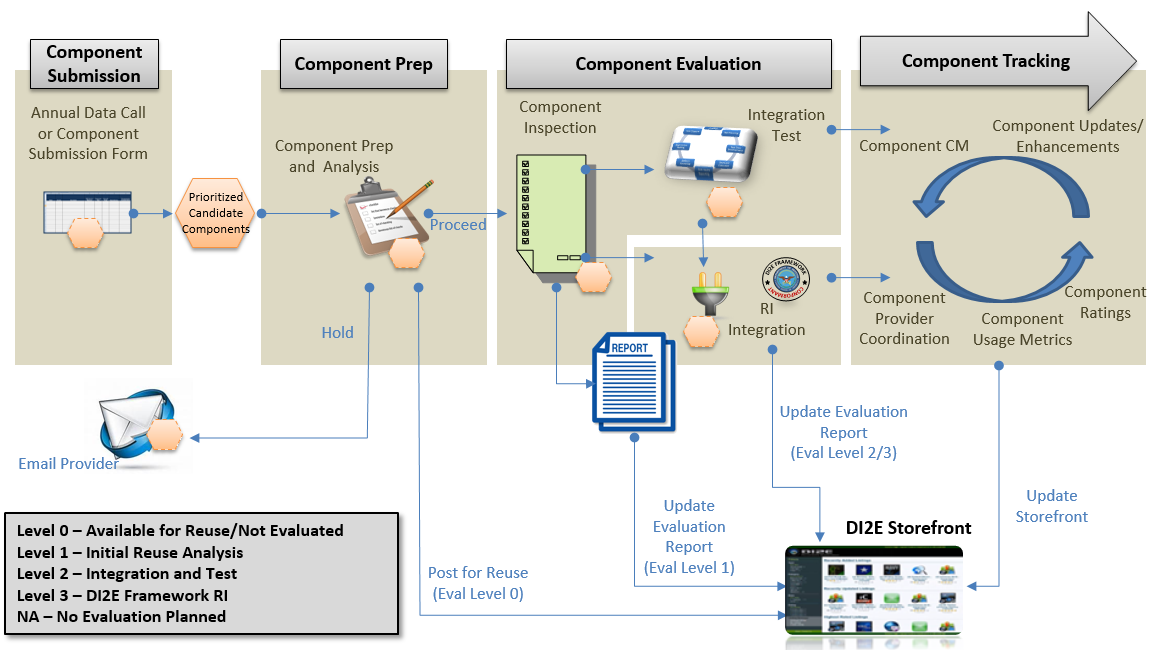 Component
Submission
Component Prep
Component Evaluation
Component Tracking
Annual Data Call
or Component
Submission Form
Prioritized
Candidate
Components
Component Prep
and Analysis
Proceed
Hold
Email Provider
Component
Inspection
Integration
Test
REPORT
DI2E FRAMEWORK
CONFORMANT
RI
Integration
Component CM
Component Updates/
Enhancements
Component
Provider
Coordination
Component
Usage Metrics
Component
Ratings
Update Evaluation
Report
(Eval Level 2/3)
Update
Evaluation
Report
(Eval Level 1)
Post for Reuse
(Eval Level 0)
Update
Storefront
DI2E Storefront
DI2E
Level 0 – Available for Reuse/Not Evaluated
Level 1 – Initial Reuse Analysis
Level 2 – Integration and Test
Level 3 – DI2E Framework RI
NA – No Evaluation Planned